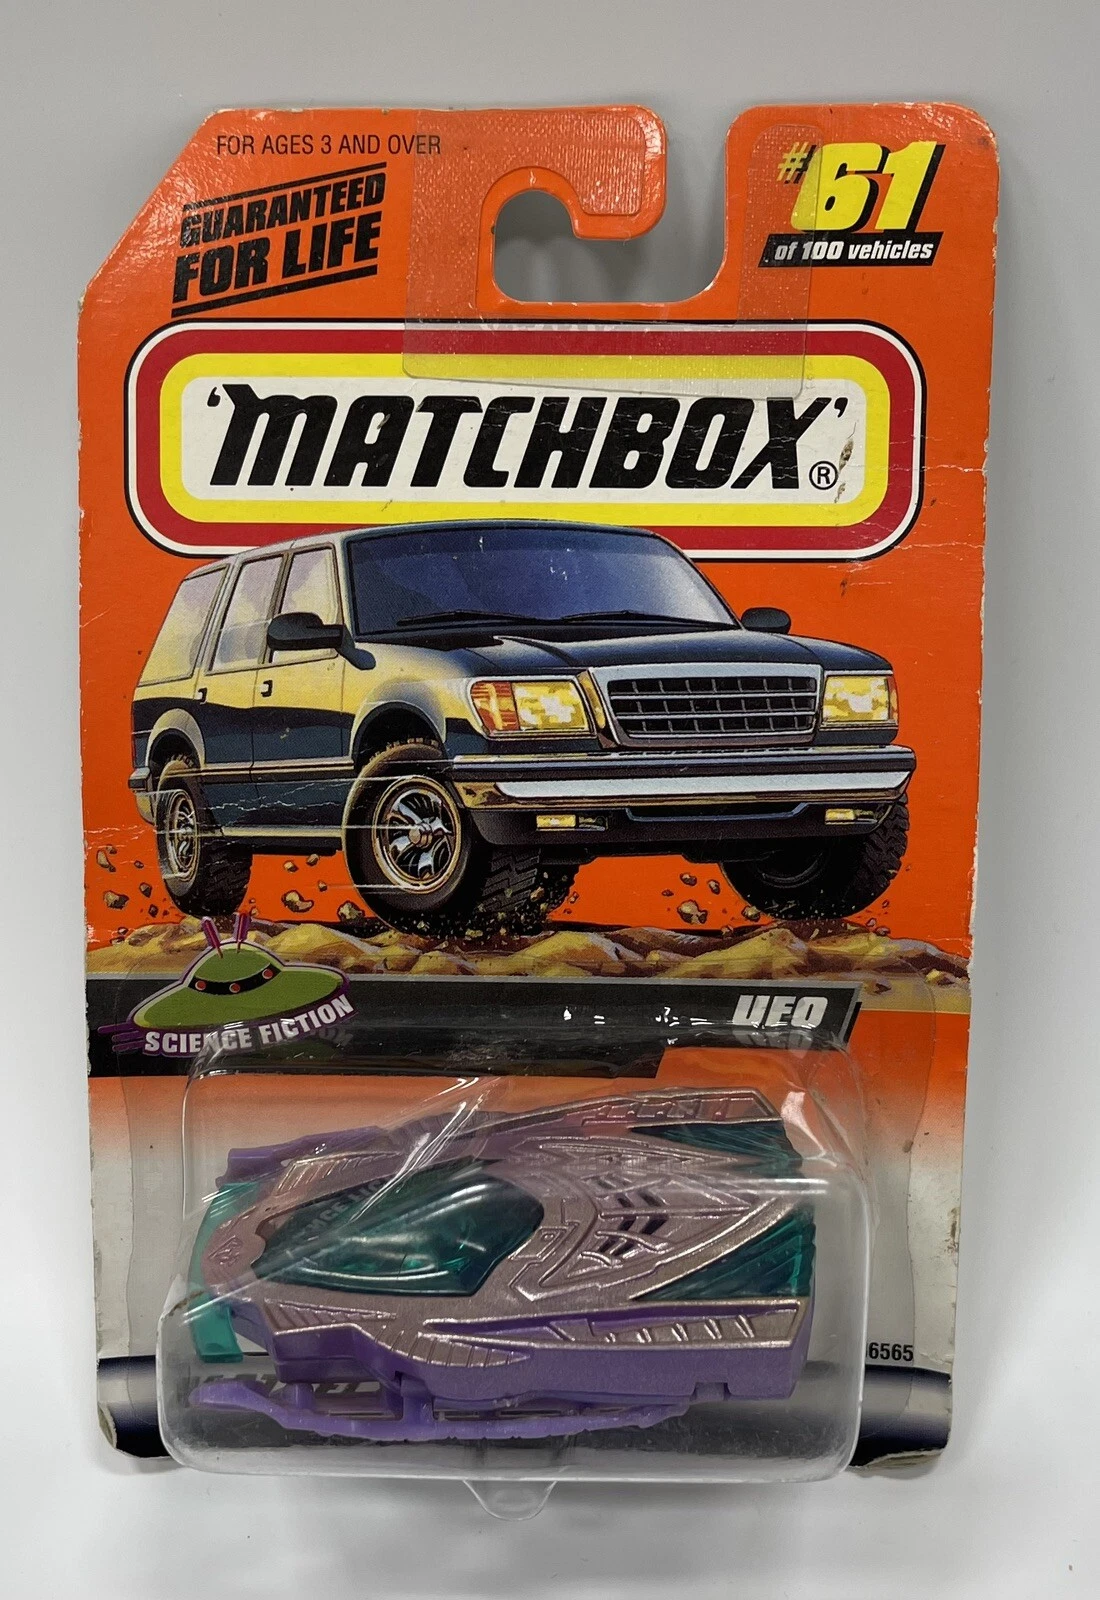 FOR AGES 3 AND OVER
GUARANTEED
FOR LIFE
#61
of 100 vehicles
'MATCHBOX'®
SCIENCE FICTION
UFO
6565